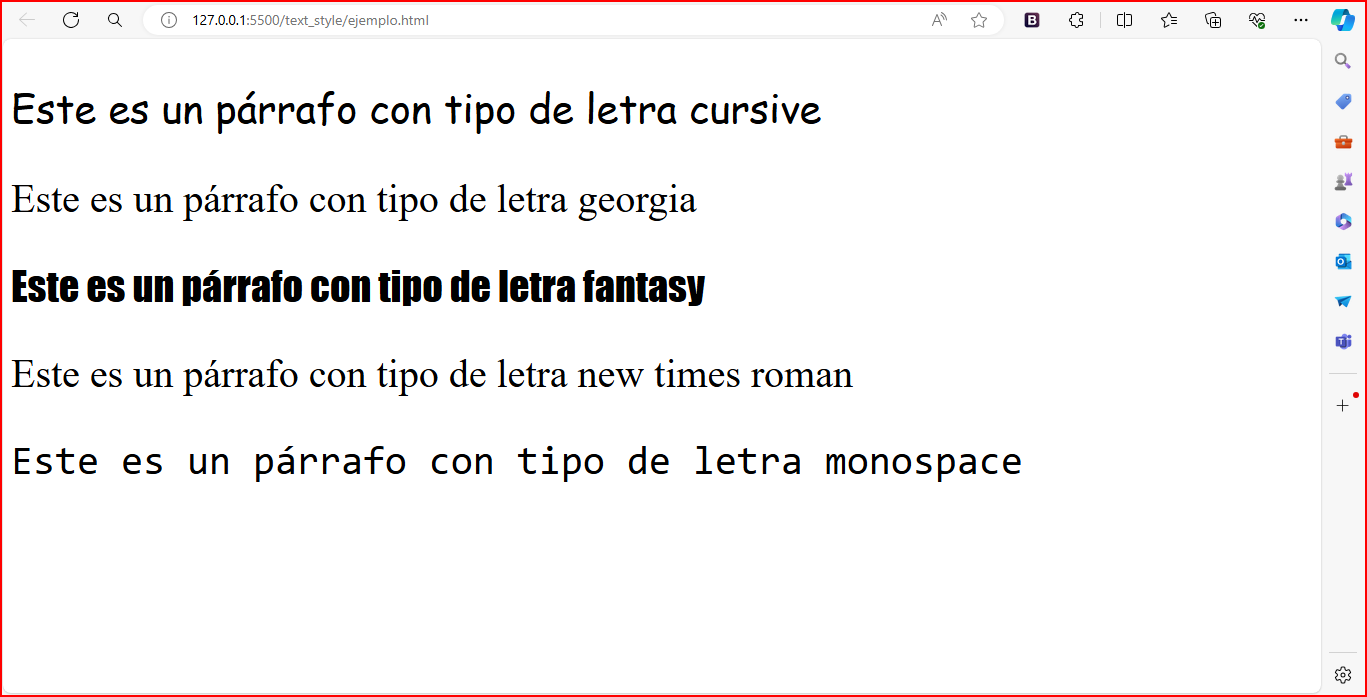 127.0.0.1:5500/text_style/ejemplo.html
Este es un párrafo con tipo de letra cursive
Este es un párrafo con tipo de letra georgia
Este es un párrafo con tipo de letra fantasy
Este es un párrafo con tipo de letra new times roman
Este es un párrafo con tipo de letra monospace